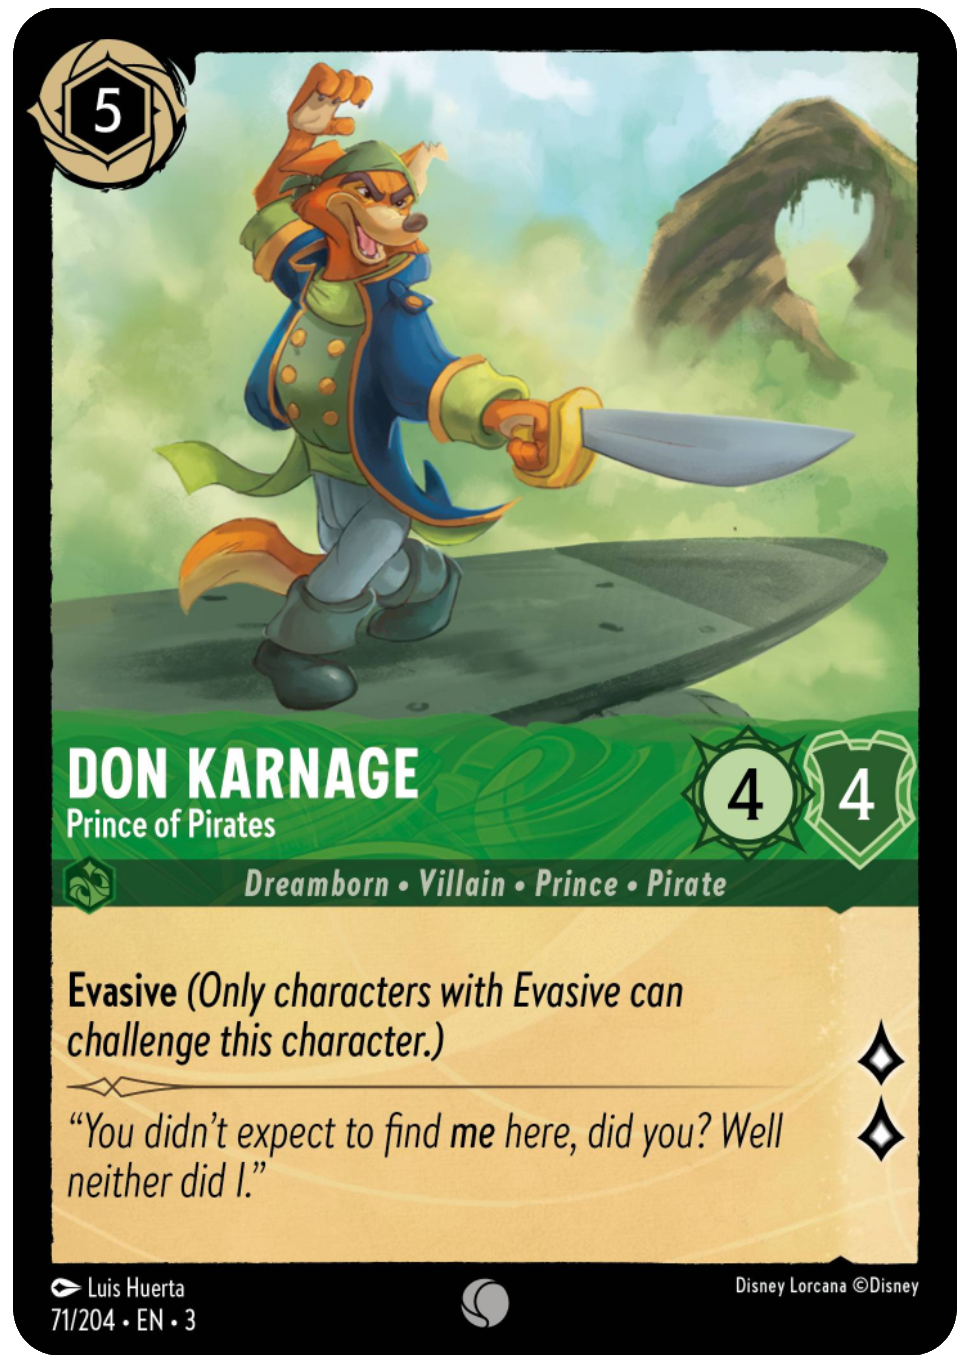 5
DON KARNAGE
Prince of Pirates
4
4
Dreamborn • Villain • Prince • Pirate
Evasive (Only characters with Evasive can
challenge this character.)
“You didn’t expect to find me here, did you? Well
neither did I.”
Luis Huerta
Disney Lorcana ©Disney
71/204 • EN • 3